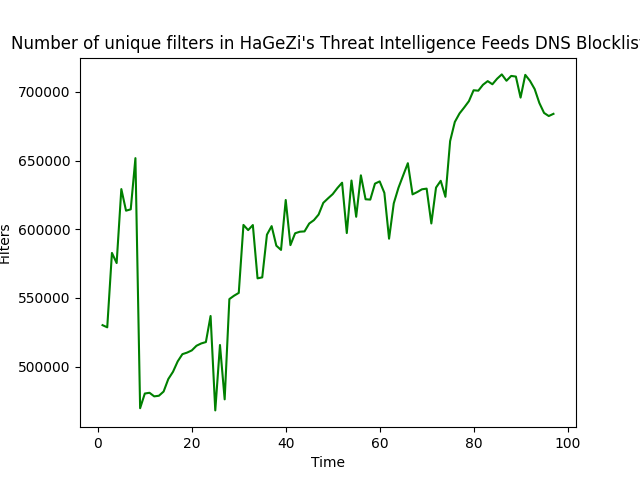 Number of unique filters in HaGeZi's Threat Intelligence Feeds DNS Blocklis
700000
650000
600000
550000
500000
Filters
0 20 40 60 80 100
Time